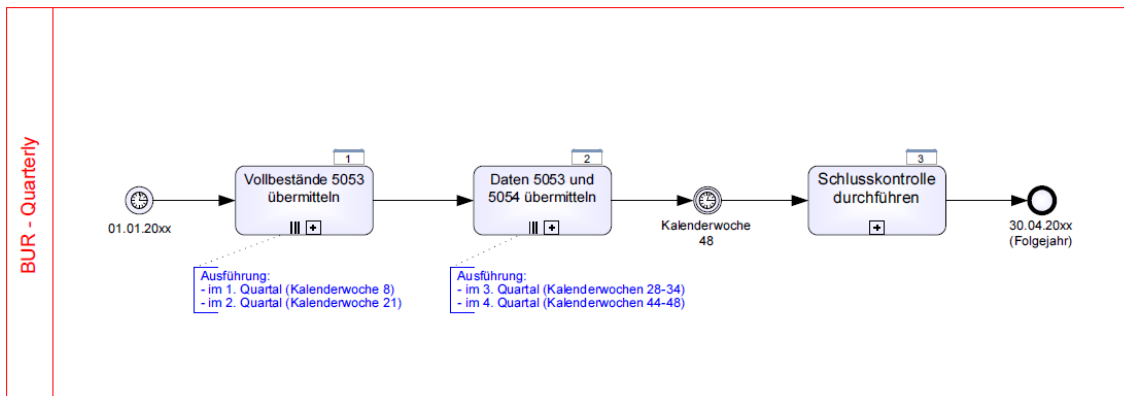 BUR - Quarterly
1
Vollbestände 5053
übermitteln
2
Daten 5053 und
5054 übermitteln
3
Schlusskontrolle
durchführen
01.01.20xx
Kalenderwoche
48
30.04.20xx
(Folgejahr)
Ausführung:
- im 1. Quartal (Kalenderwoche 8)
- im 2. Quartal (Kalenderwoche 21)
Ausführung:
- im 3. Quartal (Kalenderwochen 28-34)
- im 4. Quartal (Kalenderwochen 44-48)